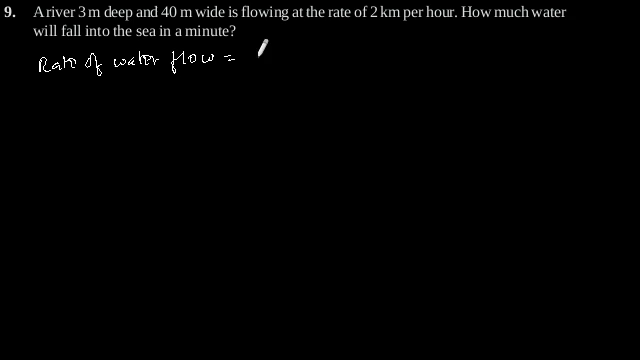 9. A river 3 m deep and 40 m wide is flowing at the rate of 2 km per hour. How much water
will fall into the sea in a minute?
Rate of water flow =